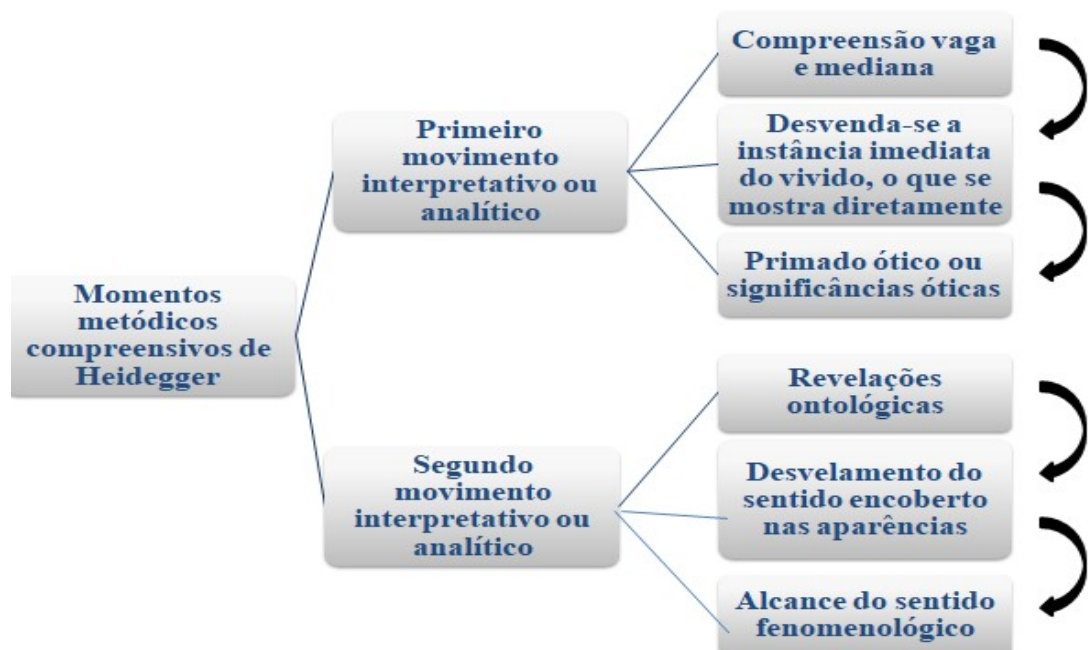 Momentos
metódicos
compreensivos de
Heidegger
Primeiro
movimento
interpretativo ou
analítico
Compreensão vaga
e mediana
Desvenda-se a
instância imediata
do vivido, o que se
mostra diretamente
Primado ótico ou
significâncias óticas
Segundo
movimento
interpretativo ou
analítico
Revelações
ontológicas
Desvelamento do
sentido encoberto
nas aparências
Alcance do sentido
fenomenológico